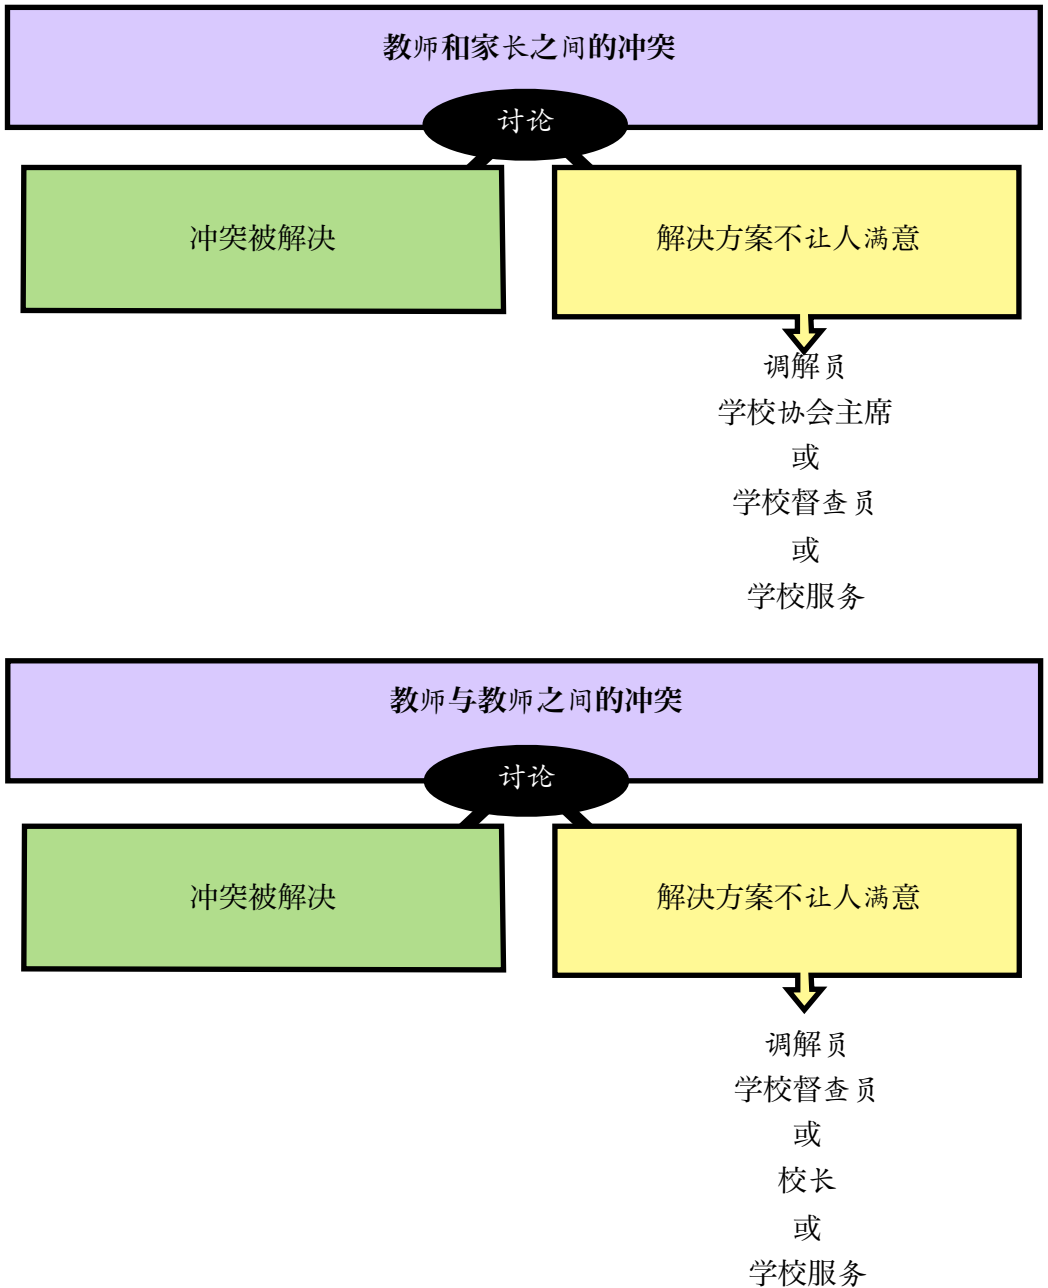 教师和家长之间的冲突
讨论
冲突被解决
解决方案不让人满意
调解员
学校协会主席
或
学校督查员
或
学校服务
教师与教师之间的冲突
讨论
冲突被解决
解决方案不让人满意
调解员
学校督查员
或
校长
或
学校服务